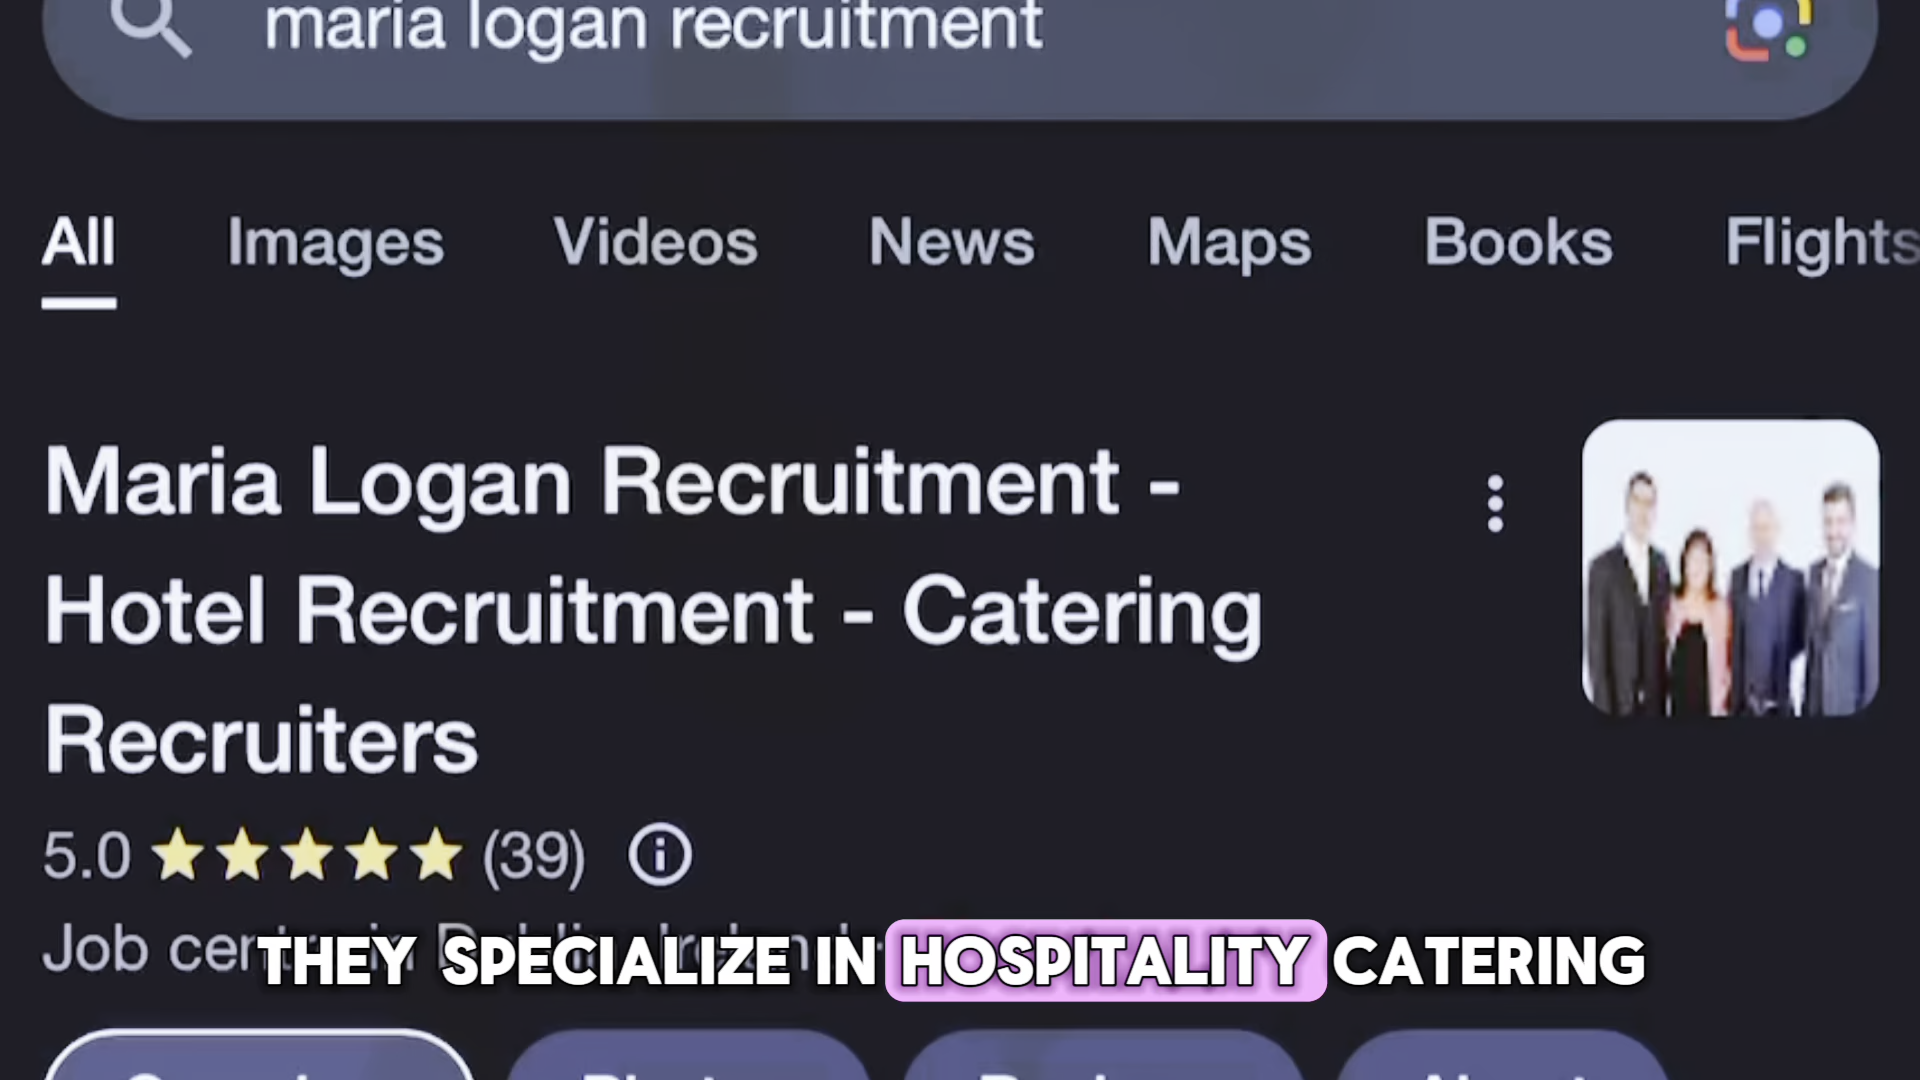 maria logan recruitment
All Images Videos News Maps Books Flights
Maria Logan Recruitment -
Hotel Recruitment - Catering
Recruiters
5.0 (39)
Job
THEY SPECIALIZE IN HOSPITALITY CATERING